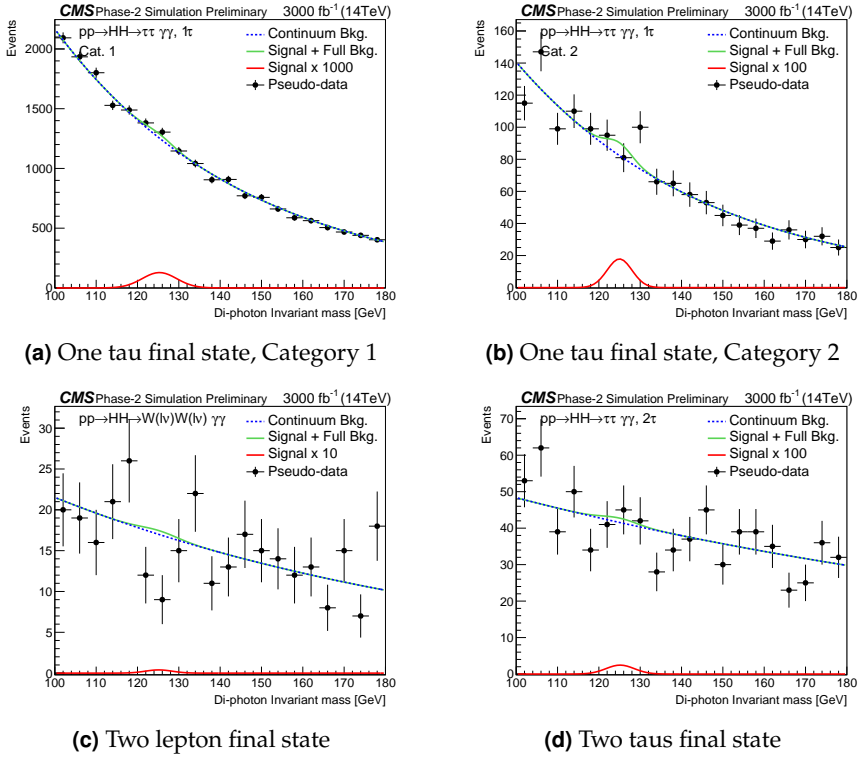 CMS Phase-2 Simulation Preliminary 3000 fb⁻¹ (14TeV)
Events
pp→HH→ττ γγ, 1τ
Cat. 1
Continuum Bkg.
Signal + Full Bkg.
Signal x 1000
Pseudo-data
2000
1500
1000
500
0
100 110 120 130 140 150 160 170 180
Di-photon Invariant mass [GeV]
(a) One tau final state, Category 1
CMS Phase-2 Simulation Preliminary 3000 fb⁻¹ (14TeV)
Events
pp→HH→ττ γγ, 1τ
Cat. 2
Continuum Bkg.
Signal + Full Bkg.
Signal x 100
Pseudo-data
160
140
120
100
80
60
40
20
0
100 110 120 130 140 150 160 170 180
Di-photon Invariant mass [GeV]
(b) One tau final state, Category 2
CMS Phase-2 Simulation Preliminary 3000 fb⁻¹ (14TeV)
Events
pp→HH→W(lν)W(lν) γγ
Continuum Bkg.
Signal + Full Bkg.
Signal x 10
Pseudo-data
30
25
20
15
10
5
0
100 110 120 130 140 150 160 170 180
Di-photon Invariant mass [GeV]
(c) Two lepton final state
CMS Phase-2 Simulation Preliminary 3000 fb⁻¹ (14TeV)
Events
pp→HH→ττ γγ, 2τ
Continuum Bkg.
Signal + Full Bkg.
Signal x 100
Pseudo-data
70
60
50
40
30
20
10
0
100 110 120 130 140 150 160 170 180
Di-photon Invariant mass [GeV]
(d) Two taus final state